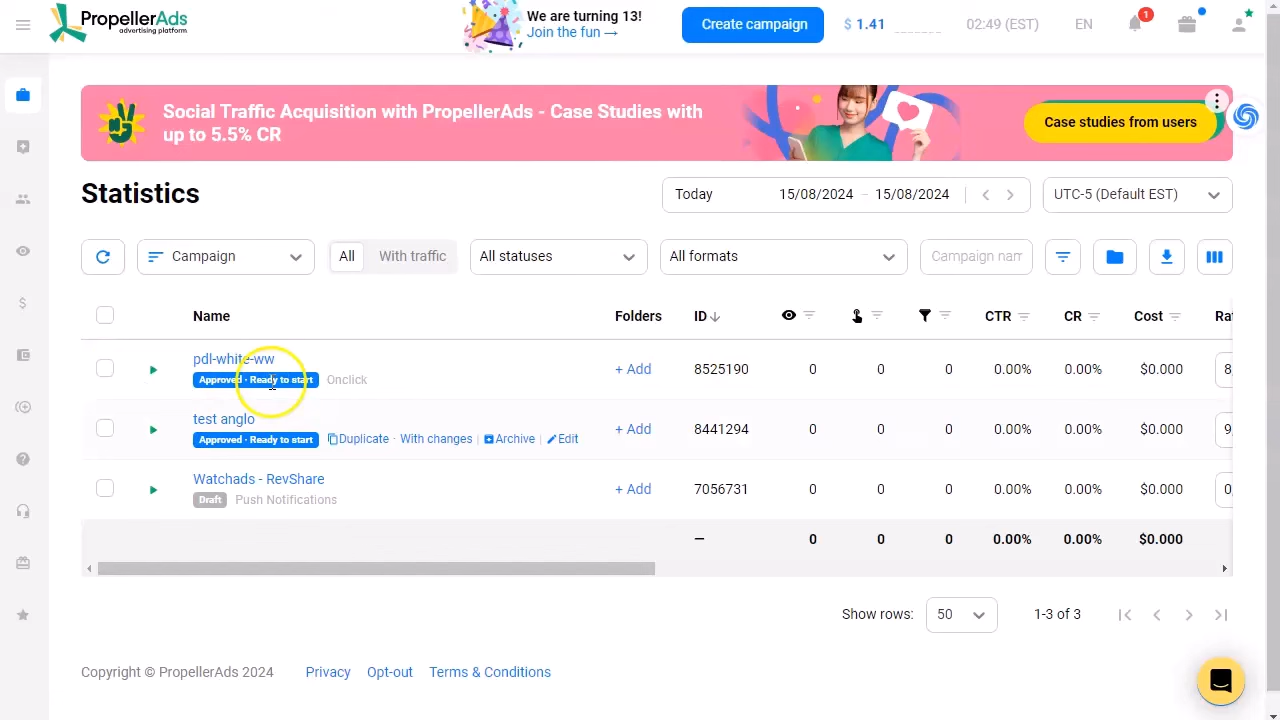 PropellerAds
advertising platform
We are turning 13!
Join the fun →
Create campaign
$ 1.41
02:49 (EST)
EN
1
Social Traffic Acquisition with PropellerAds - Case Studies with
up to 5.5% CR
Case studies from users
Statistics
Today 15/08/2024 – 15/08/2024
UTC-5 (Default EST)
Campaign
All With traffic
All statuses
All formats
Campaign nam
Name Folders ID↓ CTR CR Cost Ra
pdl-white-ww
Approved · Ready to start Onclick
+ Add 8525190 0 0 0 0.00% 0.00% $0.000 8,
test anglo
Approved · Ready to start Duplicate · With changes | Archive | Edit
+ Add 8441294 0 0 0 0.00% 0.00% $0.000 9,
Watchads - RevShare
Draft Push Notifications
+ Add 7056731 0 0 0 0.00% 0.00% $0.000 0,
— 0 0 0 0.00% 0.00% $0.000
Show rows: 50 1-3 of 3
Copyright © PropellerAds 2024 Privacy Opt-out Terms & Conditions